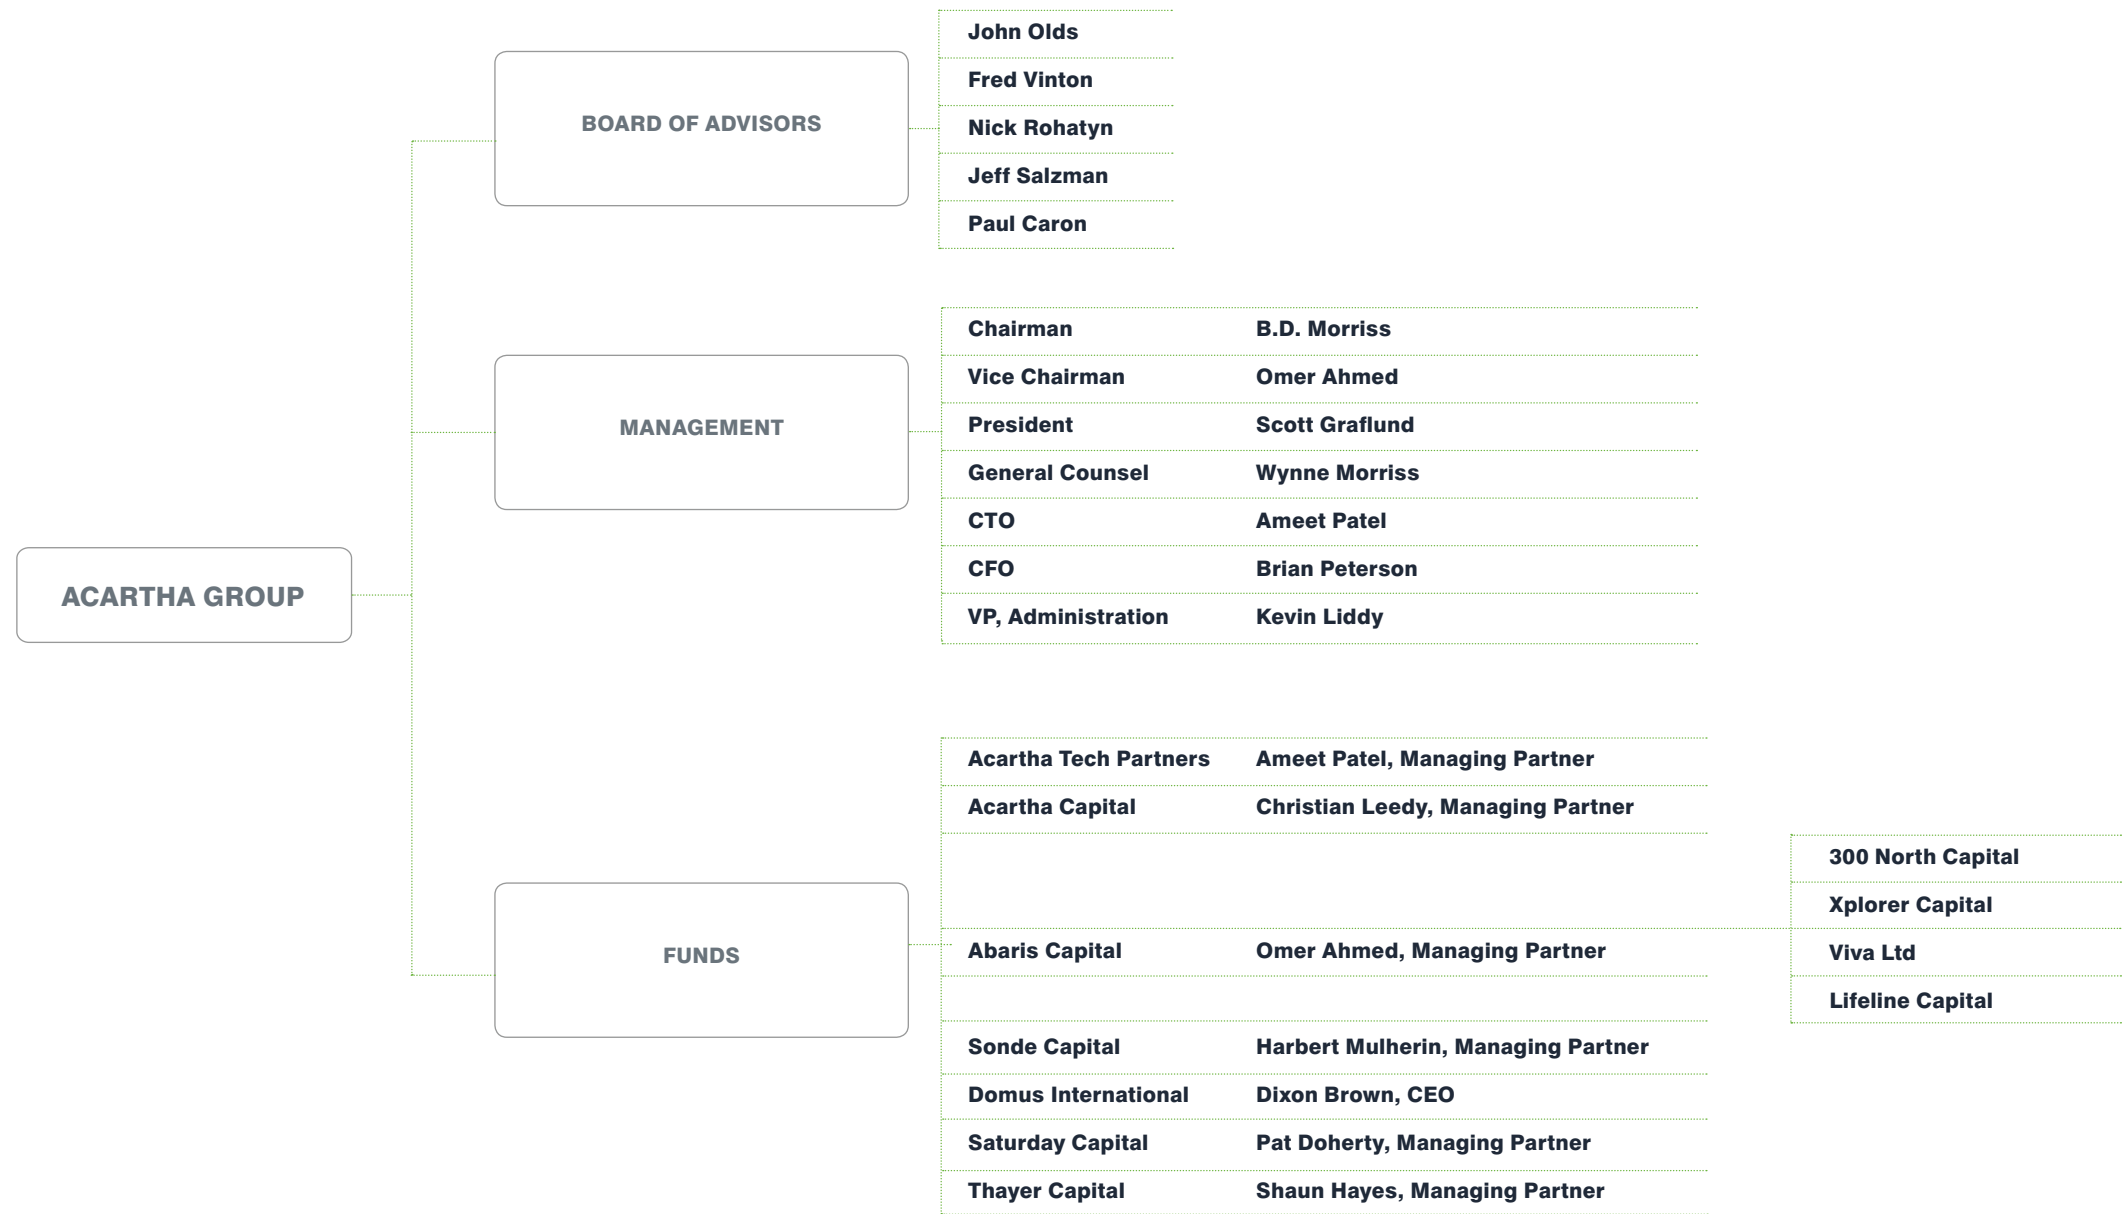 ACARTHA GROUP
BOARD OF ADVISORS
John Olds
Fred Vinton
Nick Rohatyn
Jeff Salzman
Paul Caron
MANAGEMENT
Chairman B.D. Morriss
Vice Chairman Omer Ahmed
President Scott Graflund
General Counsel Wynne Morriss
CTO Ameet Patel
CFO Brian Peterson
VP, Administration Kevin Liddy
FUNDS
Acartha Tech Partners Ameet Patel, Managing Partner
Acartha Capital Christian Leedy, Managing Partner
Abaris Capital Omer Ahmed, Managing Partner
300 North Capital
Xplorer Capital
Viva Ltd
Lifeline Capital
Sonde Capital Harbert Mulherin, Managing Partner
Domus International Dixon Brown, CEO
Saturday Capital Pat Doherty, Managing Partner
Thayer Capital Shaun Hayes, Managing Partner